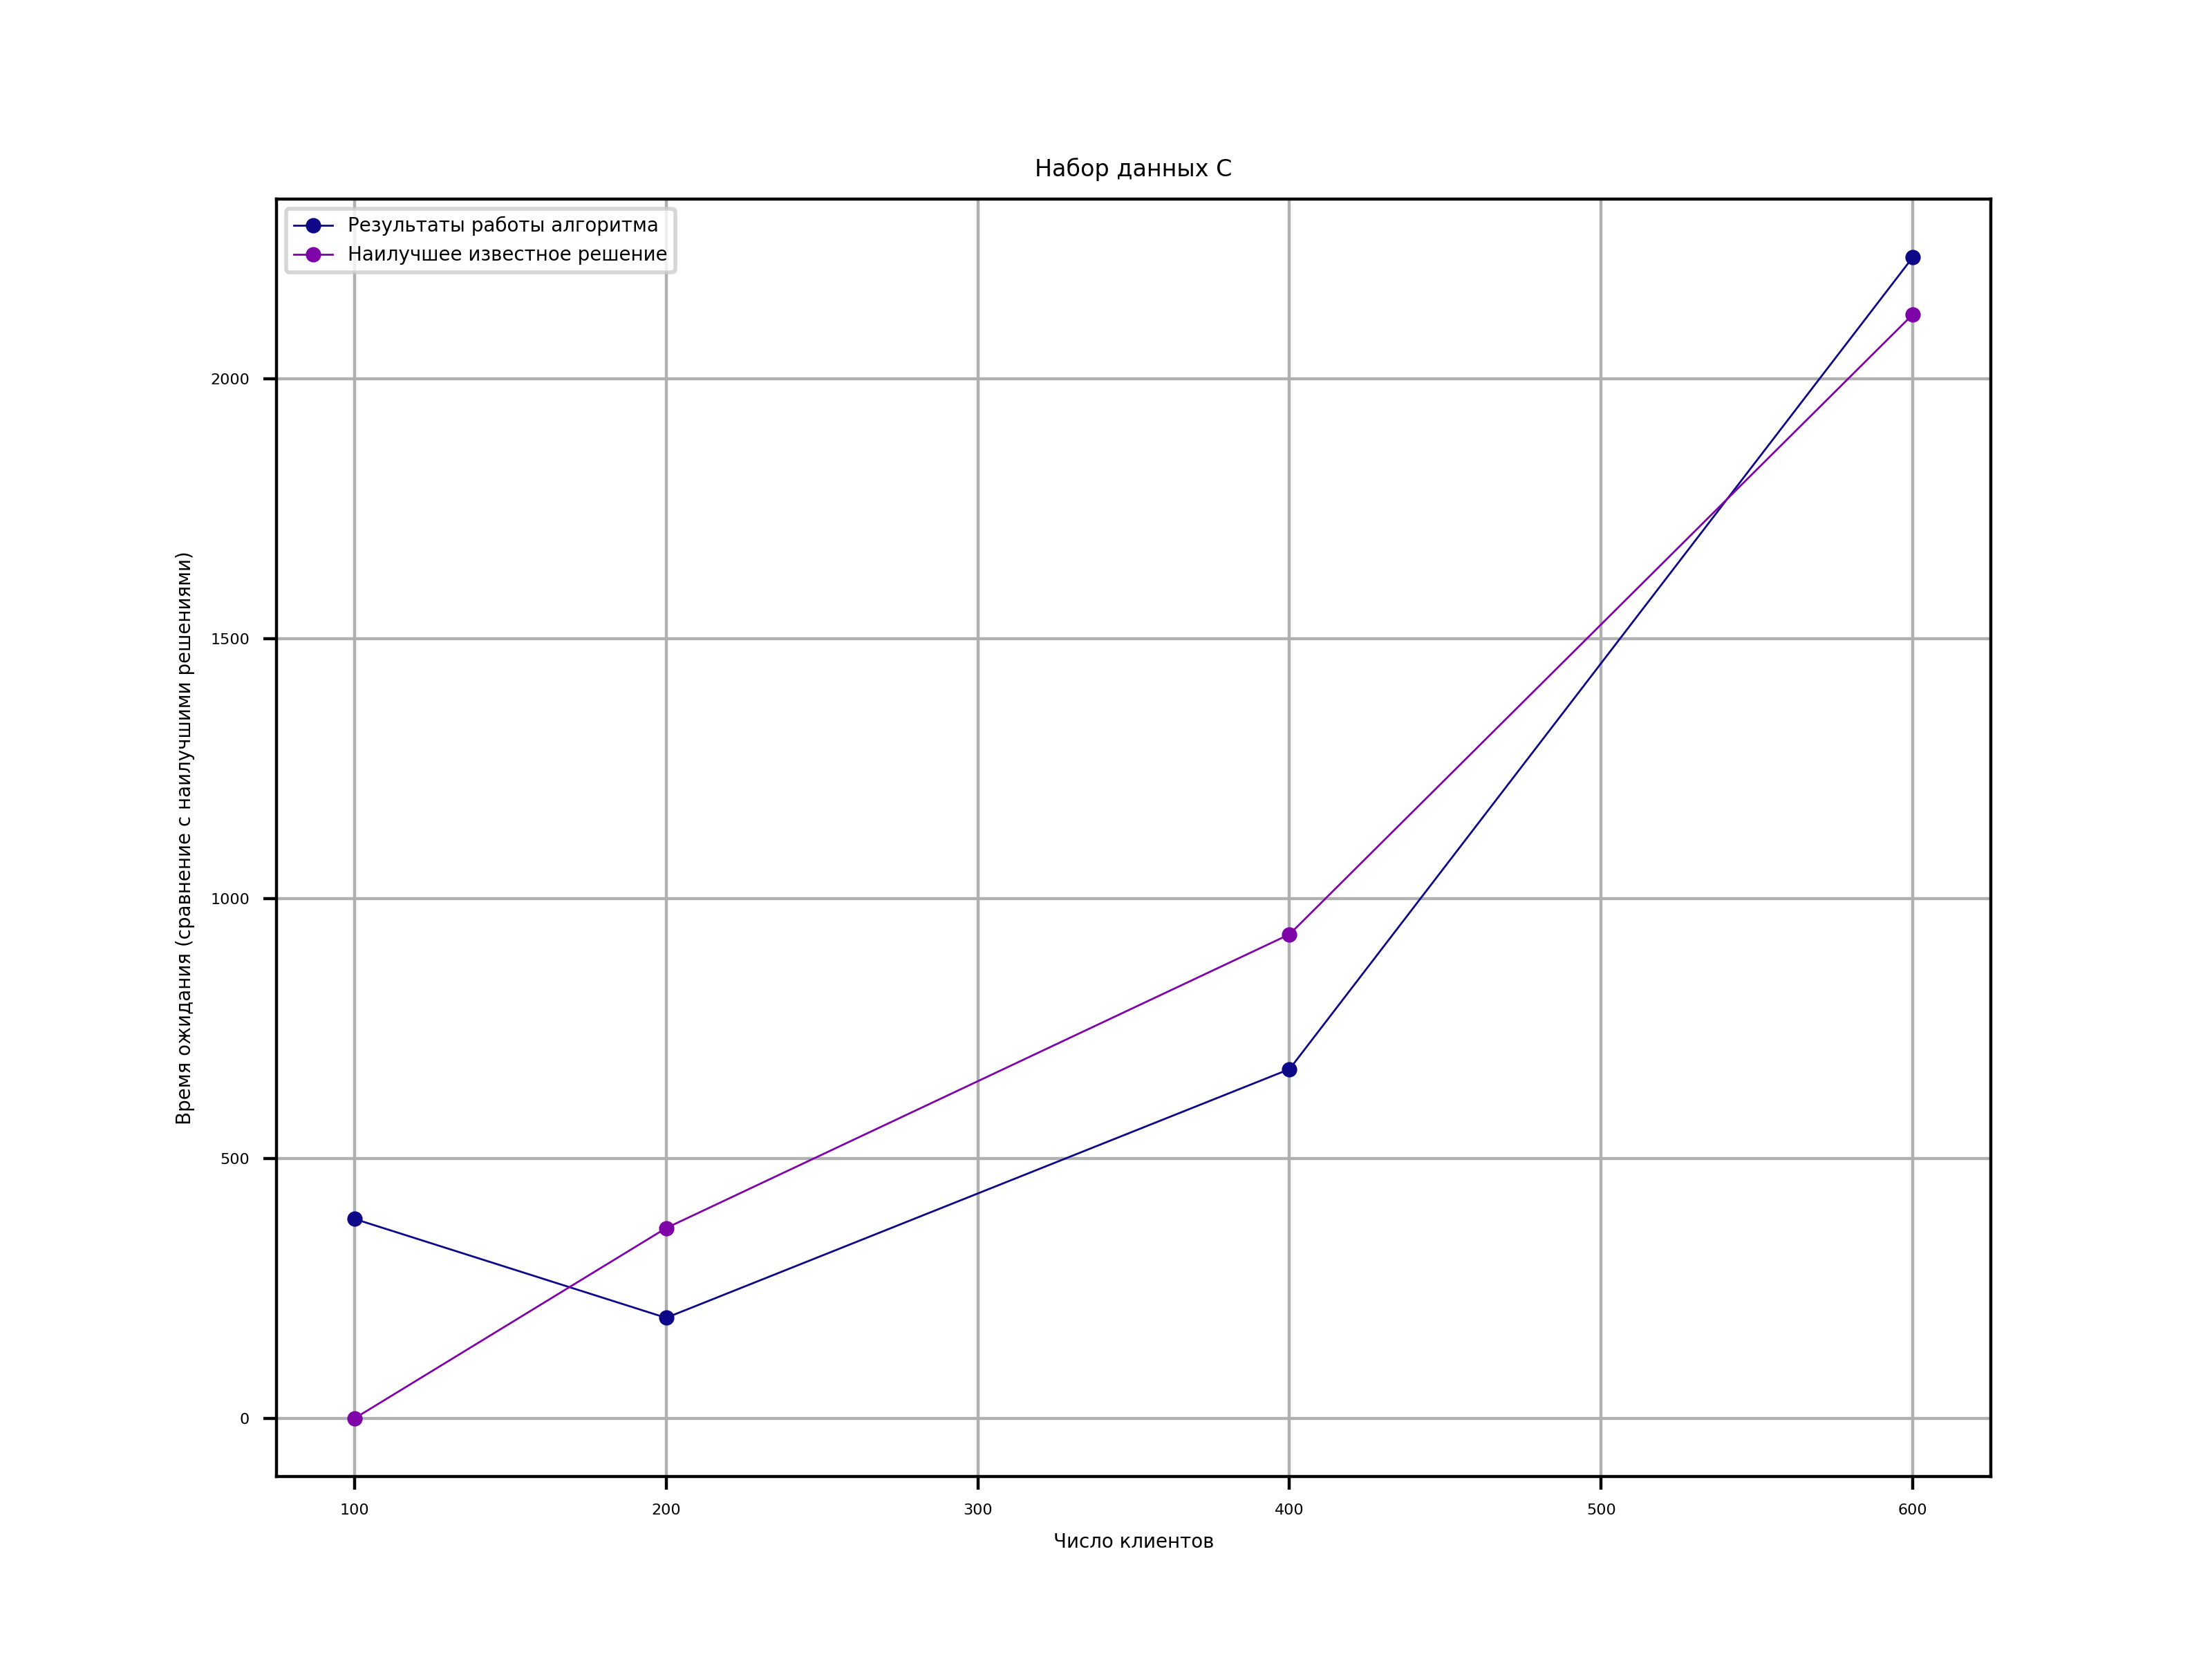 Набор данных C
Результаты работы алгоритма
Наилучшее известное решение
Время ожидания (сравнение с наилучшими решениями)
2000
1500
1000
500
0
100 200 300 400 500 600
Число клиентов